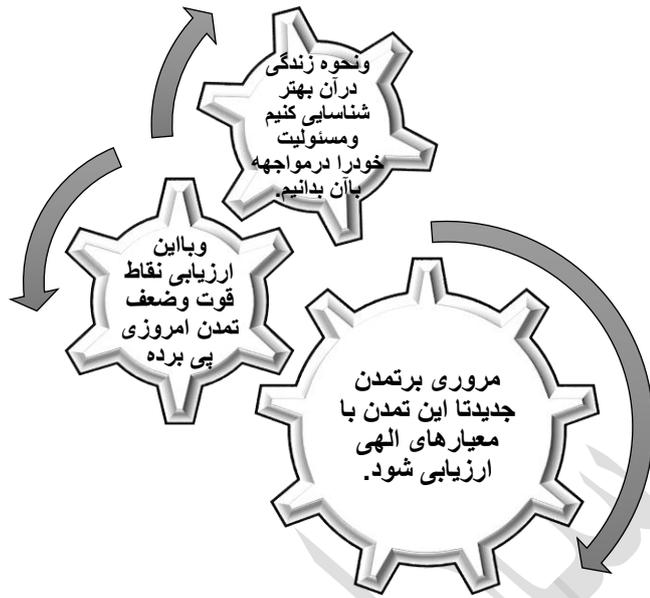 مروری برتمدن
جدیدتا این تمدن با
معیارهای الهی
ارزیابی شود.
وبااین
ارزیابی نقاط
قوت وضعف
تمدن امروزی
پی برده
ونحوه زندگی
درآن بهتر
شناسایی کنیم
ومسئولیت
خودرا درمواجهه
باآن بدانیم.